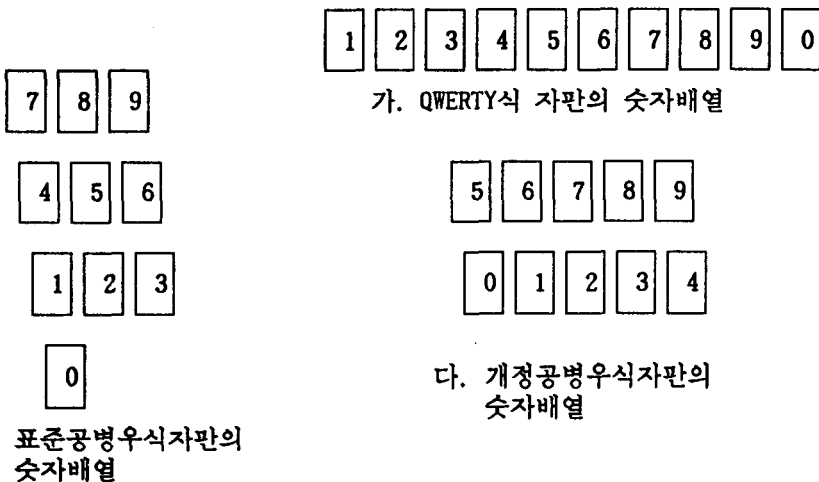 1 2 3 4 5 6 7 8 9 0
가. QWERTY식 자판의 숫자배열
7 8 9
4 5 6
1 2 3
0
표준공병우식자판의
숫자배열
5 6 7 8 9
0 1 2 3 4
다. 개정공병우식자판의
숫자배열